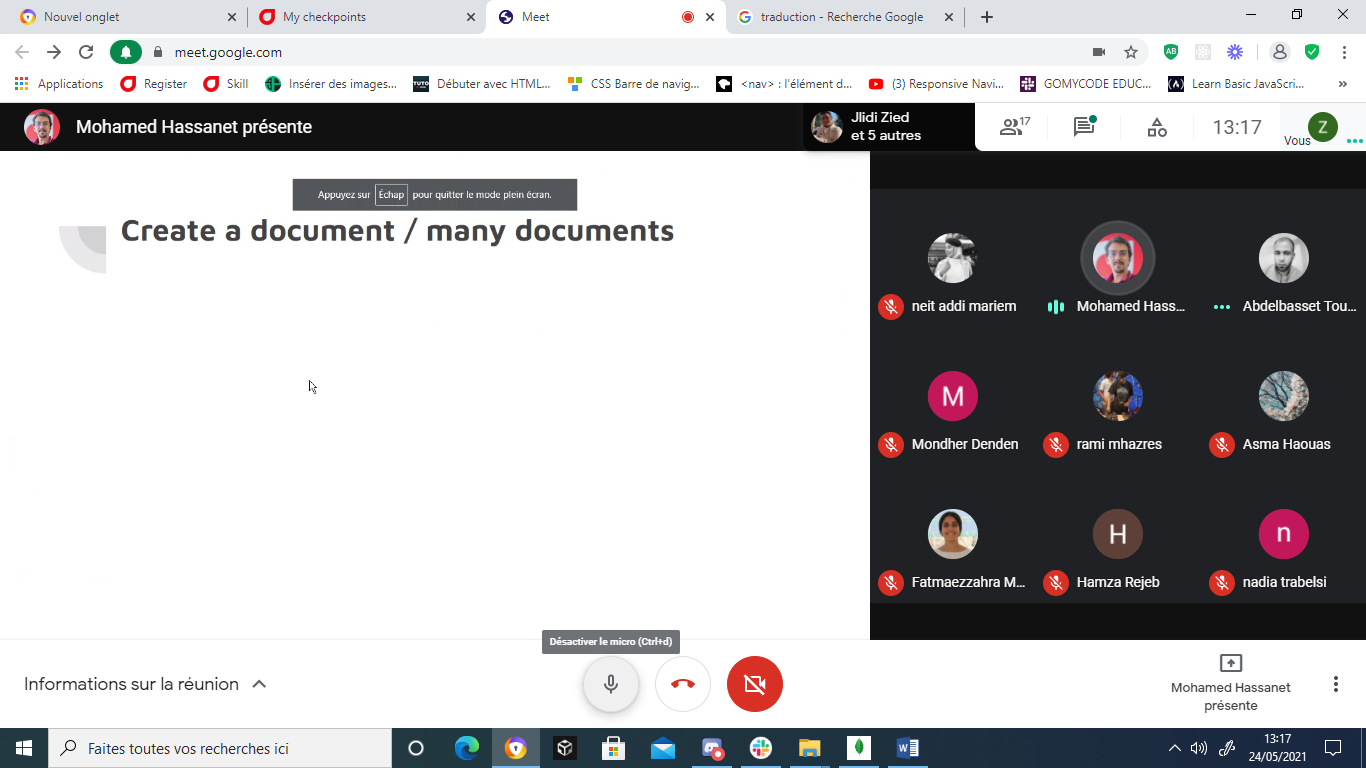 Nouvel onglet
My checkpoints
Meet
traduction - Recherche Google
meet.google.com
Applications
Register
Skill
Insérer des images...
Débuter avec HTML...
CSS Barre de navig...
<nav> : l'élément d...
(3) Responsive Navi...
GOMYCODE EDUC...
Learn Basic JavaScri...
Mohamed Hassanet présente
Jlidi Zied
et 5 autres
17
13:17
Vous
Z
Appuyez sur Échap pour quitter le mode plein écran.
Create a document / many documents
neit addi mariem
Mohamed Hass...
Abdelbasset Tou...
M
Mondher Denden
rami mhazres
Asma Haouas
Fatmaezzahra M...
H
Hamza Rejeb
n
nadia trabelsi
Désactiver le micro (Ctrl+d)
Informations sur la réunion
Mohamed Hassanet
présente
Faites toutes vos recherches ici
13:17
24/05/2021